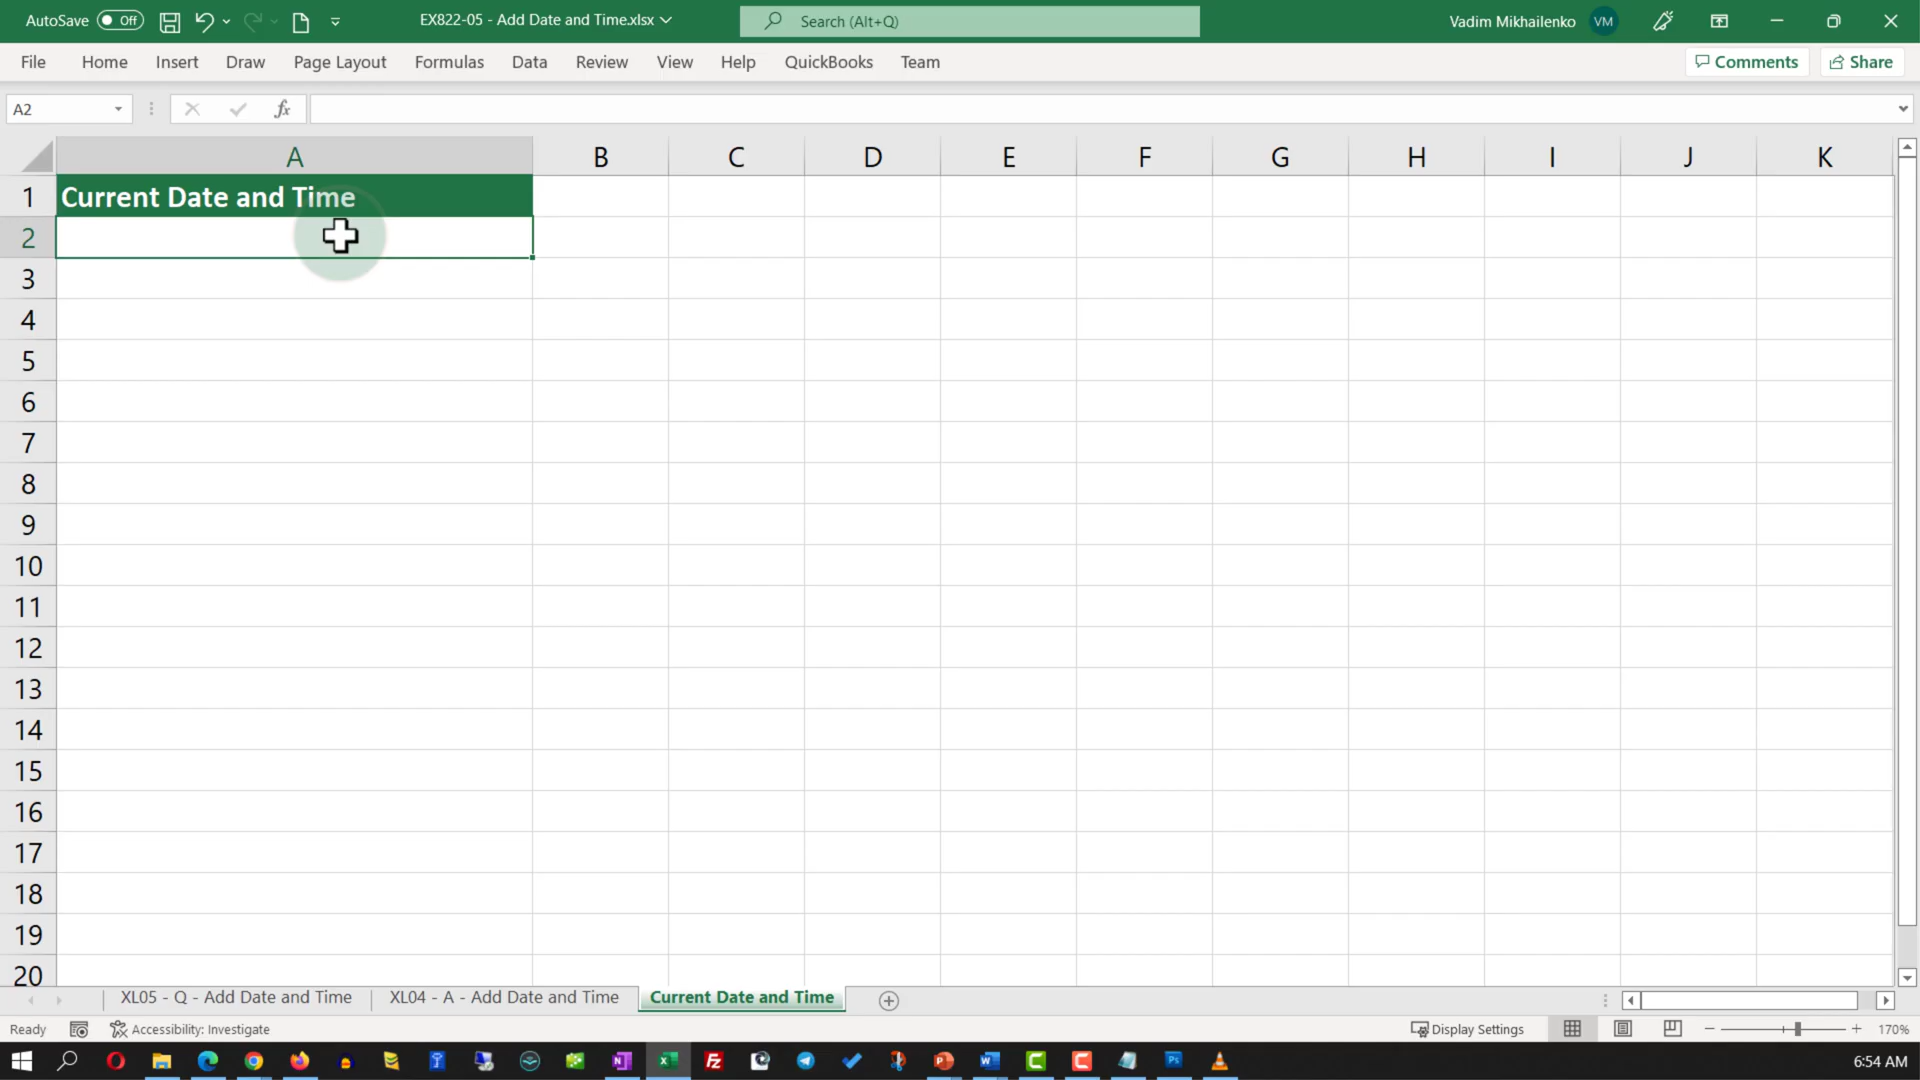 AutoSave Off EX822-05 - Add Date and Time.xlsx Search (Alt+Q) Vadim Mikhailenko VM
File Home Insert Draw Page Layout Formulas Data Review View Help QuickBooks Team Comments Share
A2 fx
A B C D E F G H I J K
1 Current Date and Time
2
3
4
5
6
7
8
9
10
11
12
13
14
15
16
17
18
19
20
XL05 - Q - Add Date and Time XL04 - A - Add Date and Time Current Date and Time
Ready Accessibility: Investigate Display Settings 170%
6:54 AM